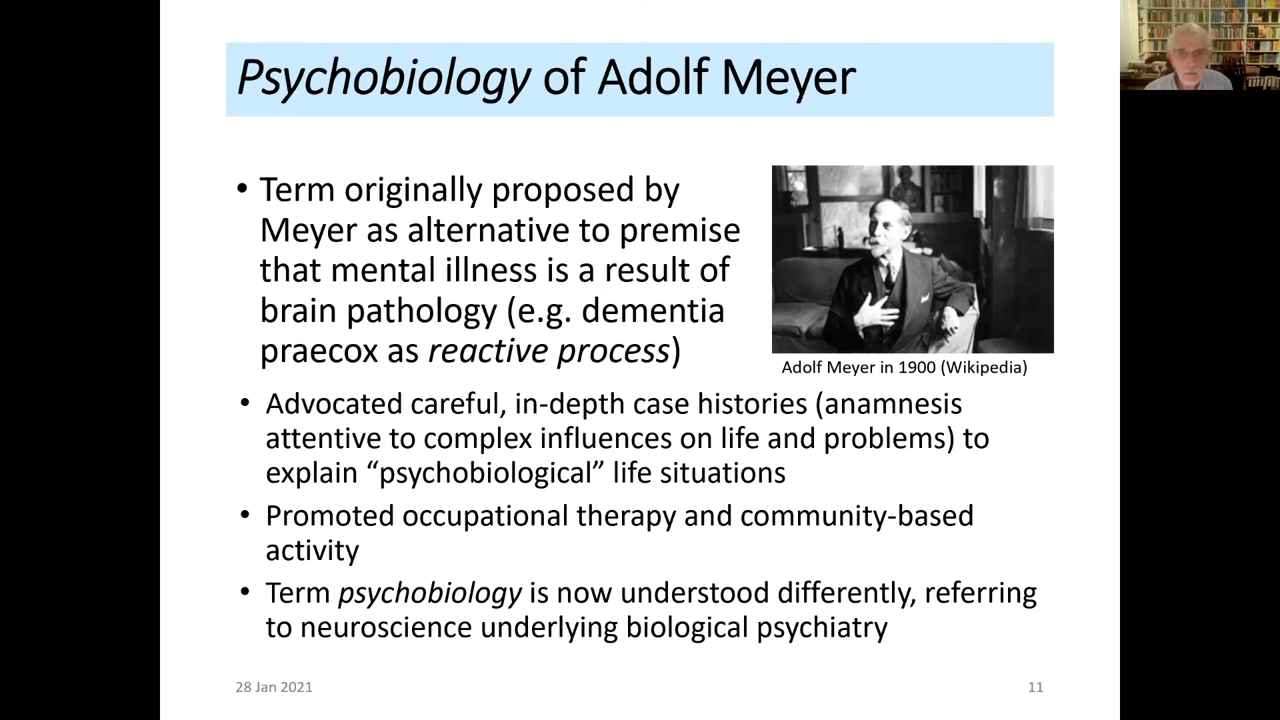 Psychobiology of Adolf Meyer
• Term originally proposed by
Meyer as alternative to premise
that mental illness is a result of
brain pathology (e.g. dementia
praecox as reactive process)
Adolf Meyer in 1900 (Wikipedia)
• Advocated careful, in-depth case histories (anamnesis
attentive to complex influences on life and problems) to
explain “psychobiological” life situations
• Promoted occupational therapy and community-based
activity
• Term psychobiology is now understood differently, referring
to neuroscience underlying biological psychiatry
28 Jan 2021
11